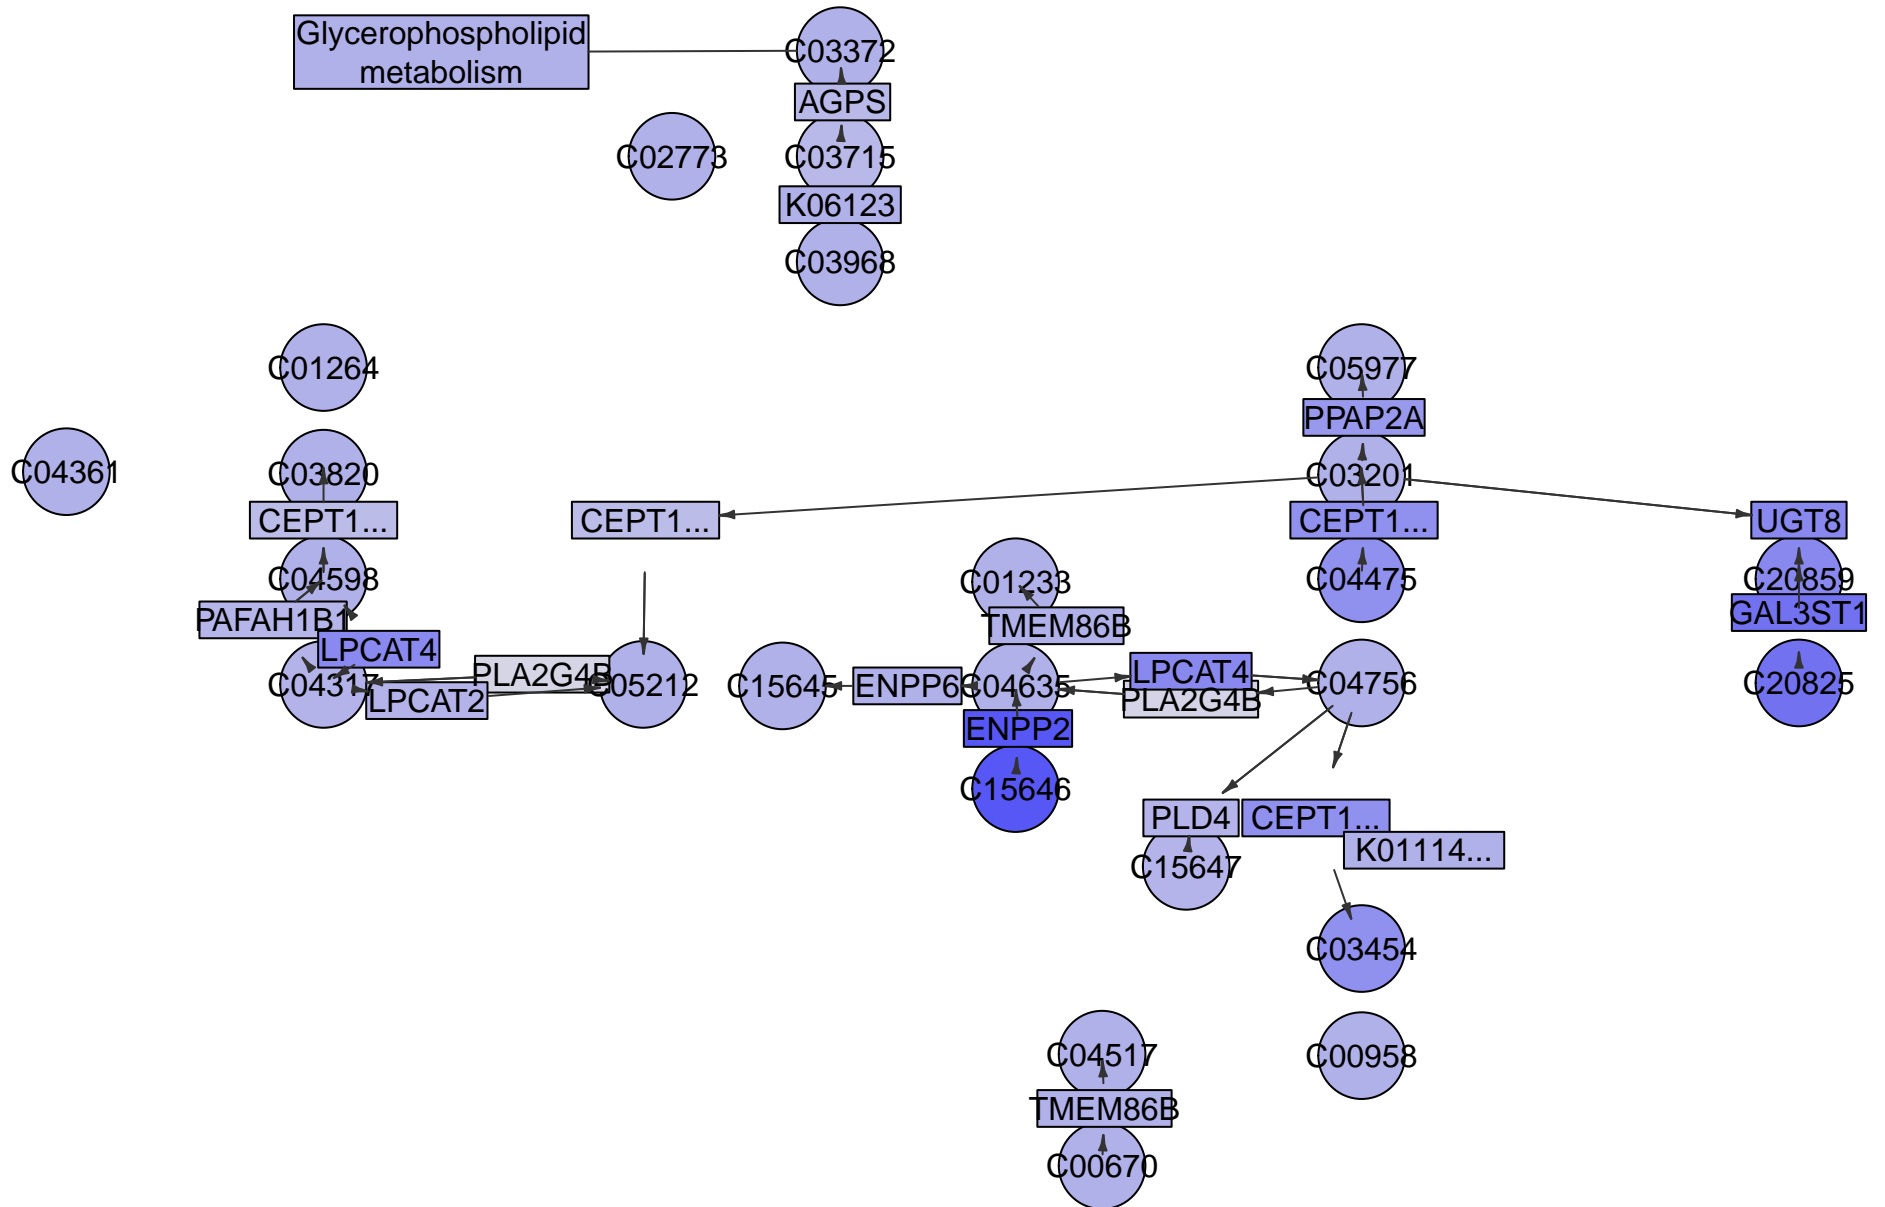 Glycerophospholipid
metabolism
C03372
AGPS
C02773
C03715
K06123
C03968
C01264
C05977
PPAP2A
C04361
C03820
C03201
CEPT1...
CEPT1...
CEPT1...
UGT8
C04598
C01233
C04475
C20859
PAFAH1B1
TMEM86B
GAL3ST1
LPCAT4
C04317
PLA2G4B
LPCAT2
C05212
C15645
ENPP6
C04635
LPCAT4
PLA2G4B
C04756
C20825
ENPP2
C15646
PLD4
CEPT1...
K01114...
C15647
C03454
C04517
C00958
TMEM86B
C00670